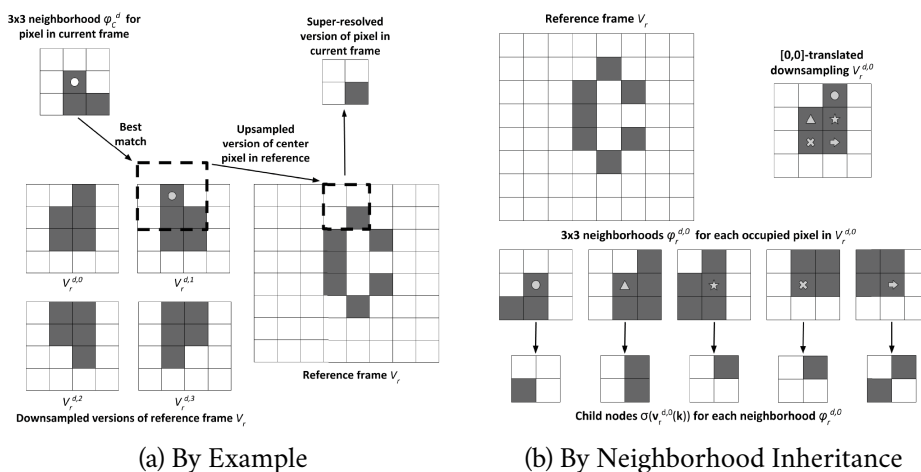 3x3 neighborhood φ_C^d for
pixel in current frame
Super-resolved
version of pixel in
current frame
Best
match
Upsampled
version of center
pixel in reference
V_r^{d,0}
V_r^{d,1}
V_r^{d,2}
V_r^{d,3}
Reference frame V_r
Downsampled versions of reference frame V_r
(a) By Example
Reference frame V_r
[0,0]-translated
downsampling V_r^{d,0}
3x3 neighborhoods φ_r^{d,0} for each occupied pixel in V_r^{d,0}
Child nodes σ(v_r^{d,0}(k)) for each neighborhood φ_r^{d,0}
(b) By Neighborhood Inheritance